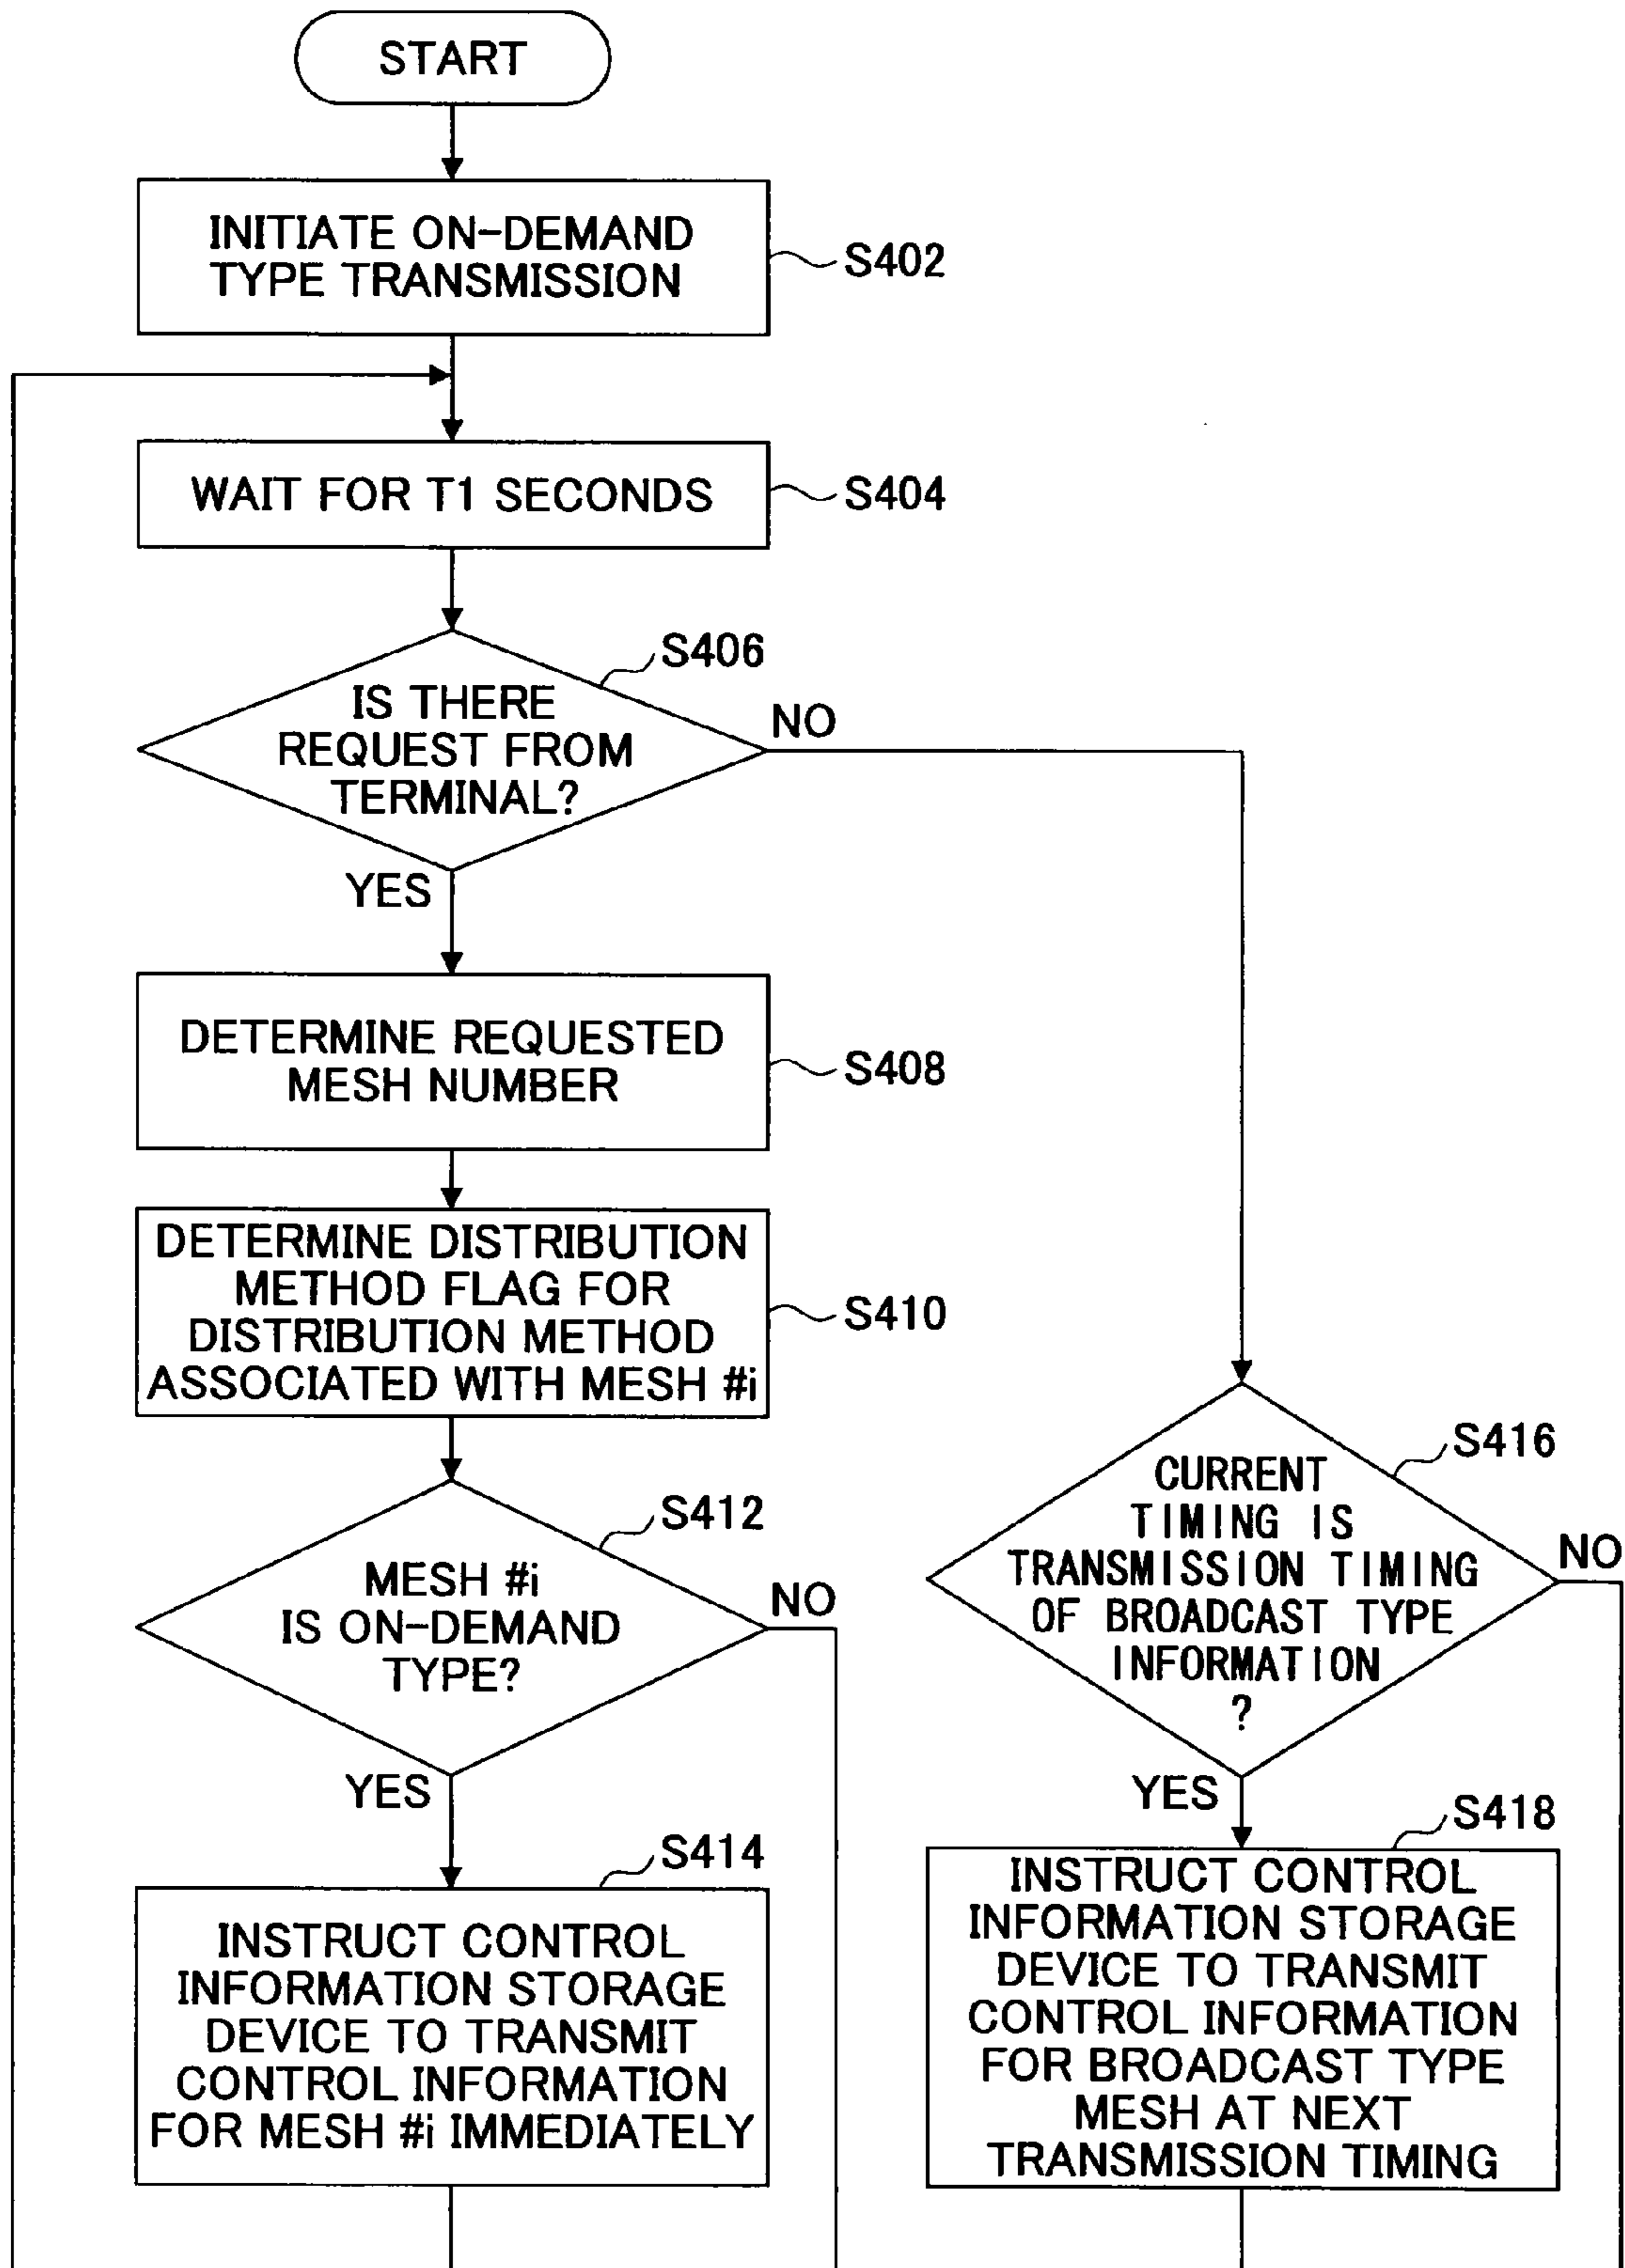 START
INITIATE ON-DEMAND
TYPE TRANSMISSION
S402
WAIT FOR T1 SECONDS
S404
S406
IS THERE
REQUEST FROM
TERMINAL?
NO
YES
DETERMINE REQUESTED
MESH NUMBER
S408
DETERMINE DISTRIBUTION
METHOD FLAG FOR
DISTRIBUTION METHOD
ASSOCIATED WITH MESH #i
S410
S412
MESH #i
IS ON-DEMAND
TYPE?
NO
YES
S414
INSTRUCT CONTROL
INFORMATION STORAGE
DEVICE TO TRANSMIT
CONTROL INFORMATION
FOR MESH #i IMMEDIATELY
S416
CURRENT
TIMING IS
TRANSMISSION TIMING
OF BROADCAST TYPE
INFORMATION
?
NO
YES
S418
INSTRUCT CONTROL
INFORMATION STORAGE
DEVICE TO TRANSMIT
CONTROL INFORMATION
FOR BROADCAST TYPE
MESH AT NEXT
TRANSMISSION TIMING